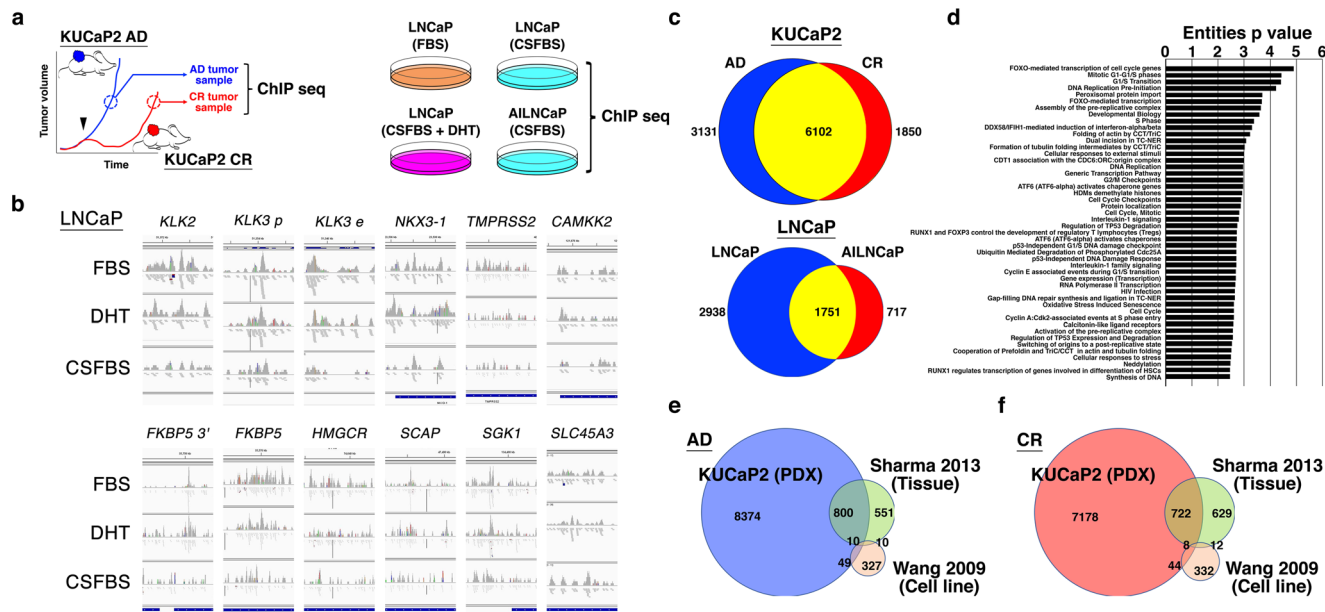 a
KUCaP2 AD
Tumor volume
Time
AD tumor
sample
CR tumor
sample
ChIP seq
KUCaP2 CR
LNCaP
(FBS)
LNCaP
(CSFBS)
LNCaP
(CSFBS + DHT)
AILNCaP
(CSFBS)
ChIP seq
b
LNCaP
KLK2
KLK3 p
KLK3 e
NKX3-1
TMPRSS2
CAMKK2
FBS
DHT
CSFBS
FKBP5 3'
FKBP5
HMGCR
SCAP
SGK1
SLC45A3
FBS
DHT
CSFBS
c
KUCaP2
AD
CR
3131
6102
1850
LNCaP
LNCaP
AILNCaP
2938
1751
717
d
Entities p value
0 1 2 3 4 5 6
FOXO-mediated transcription of cell cycle genes
Mitotic G1-G1/S phases
G1/S Transition
DNA Replication Pre-Initiation
Peroxisomal protein import
FOXO-mediated transcription
Assembly of the pre-replicative complex
Developmental Biology
S Phase
DDX58/IFIH1-mediated induction of interferon-alpha/beta
Folding of actin by CCT/TriC
Dual incision in TC-NER
Formation of tubulin folding intermediates by CCT/TriC
Cellular responses to external stimuli
CDT1 association with the CDC6:ORC:origin complex
DNA Replication
Generic Transcription Pathway
G2/M Checkpoints
ATF6 (ATF6-alpha) activates chaperone genes
HDMs demethylate histones
Cell Cycle Checkpoints
Protein localization
Cell Cycle, Mitotic
Interleukin-1 signaling
Regulation of TP53 Degradation
RUNX1 and FOXP3 control the development of regulatory T lymphocytes (Tregs)
ATF6 (ATF6-alpha) activates chaperones
p53-Independent G1/S DNA damage checkpoint
Ubiquitin Mediated Degradation of Phosphorylated Cdc25A
p53-Independent DNA Damage Response
Interleukin-1 family signaling
Cyclin E associated events during G1/S transition
Gene expression (Transcription)
RNA Polymerase II Transcription
HIV Infection
Gap-filling DNA repair synthesis and ligation in TC-NER
Oxidative Stress Induced Senescence
Cell Cycle
Cyclin A:Cdk2-associated events at S phase entry
Calcitonin-like ligand receptors
Activation of the pre-replicative complex
Regulation of TP53 Expression and Degradation
Switching of origins to a post-replicative state
Cooperation of Prefoldin and TriC/CCT in actin and tubulin folding
Cellular responses to stress
Neddylation
RUNX1 regulates transcription of genes involved in differentiation of HSCs
Synthesis of DNA
e
AD
KUCaP2 (PDX)
Sharma 2013
(Tissue)
8374
800
551
10
10
49
327
Wang 2009
(Cell line)
f
CR
KUCaP2 (PDX)
Sharma 2013
(Tissue)
7178
722
629
8
12
44
332
Wang 2009
(Cell line)